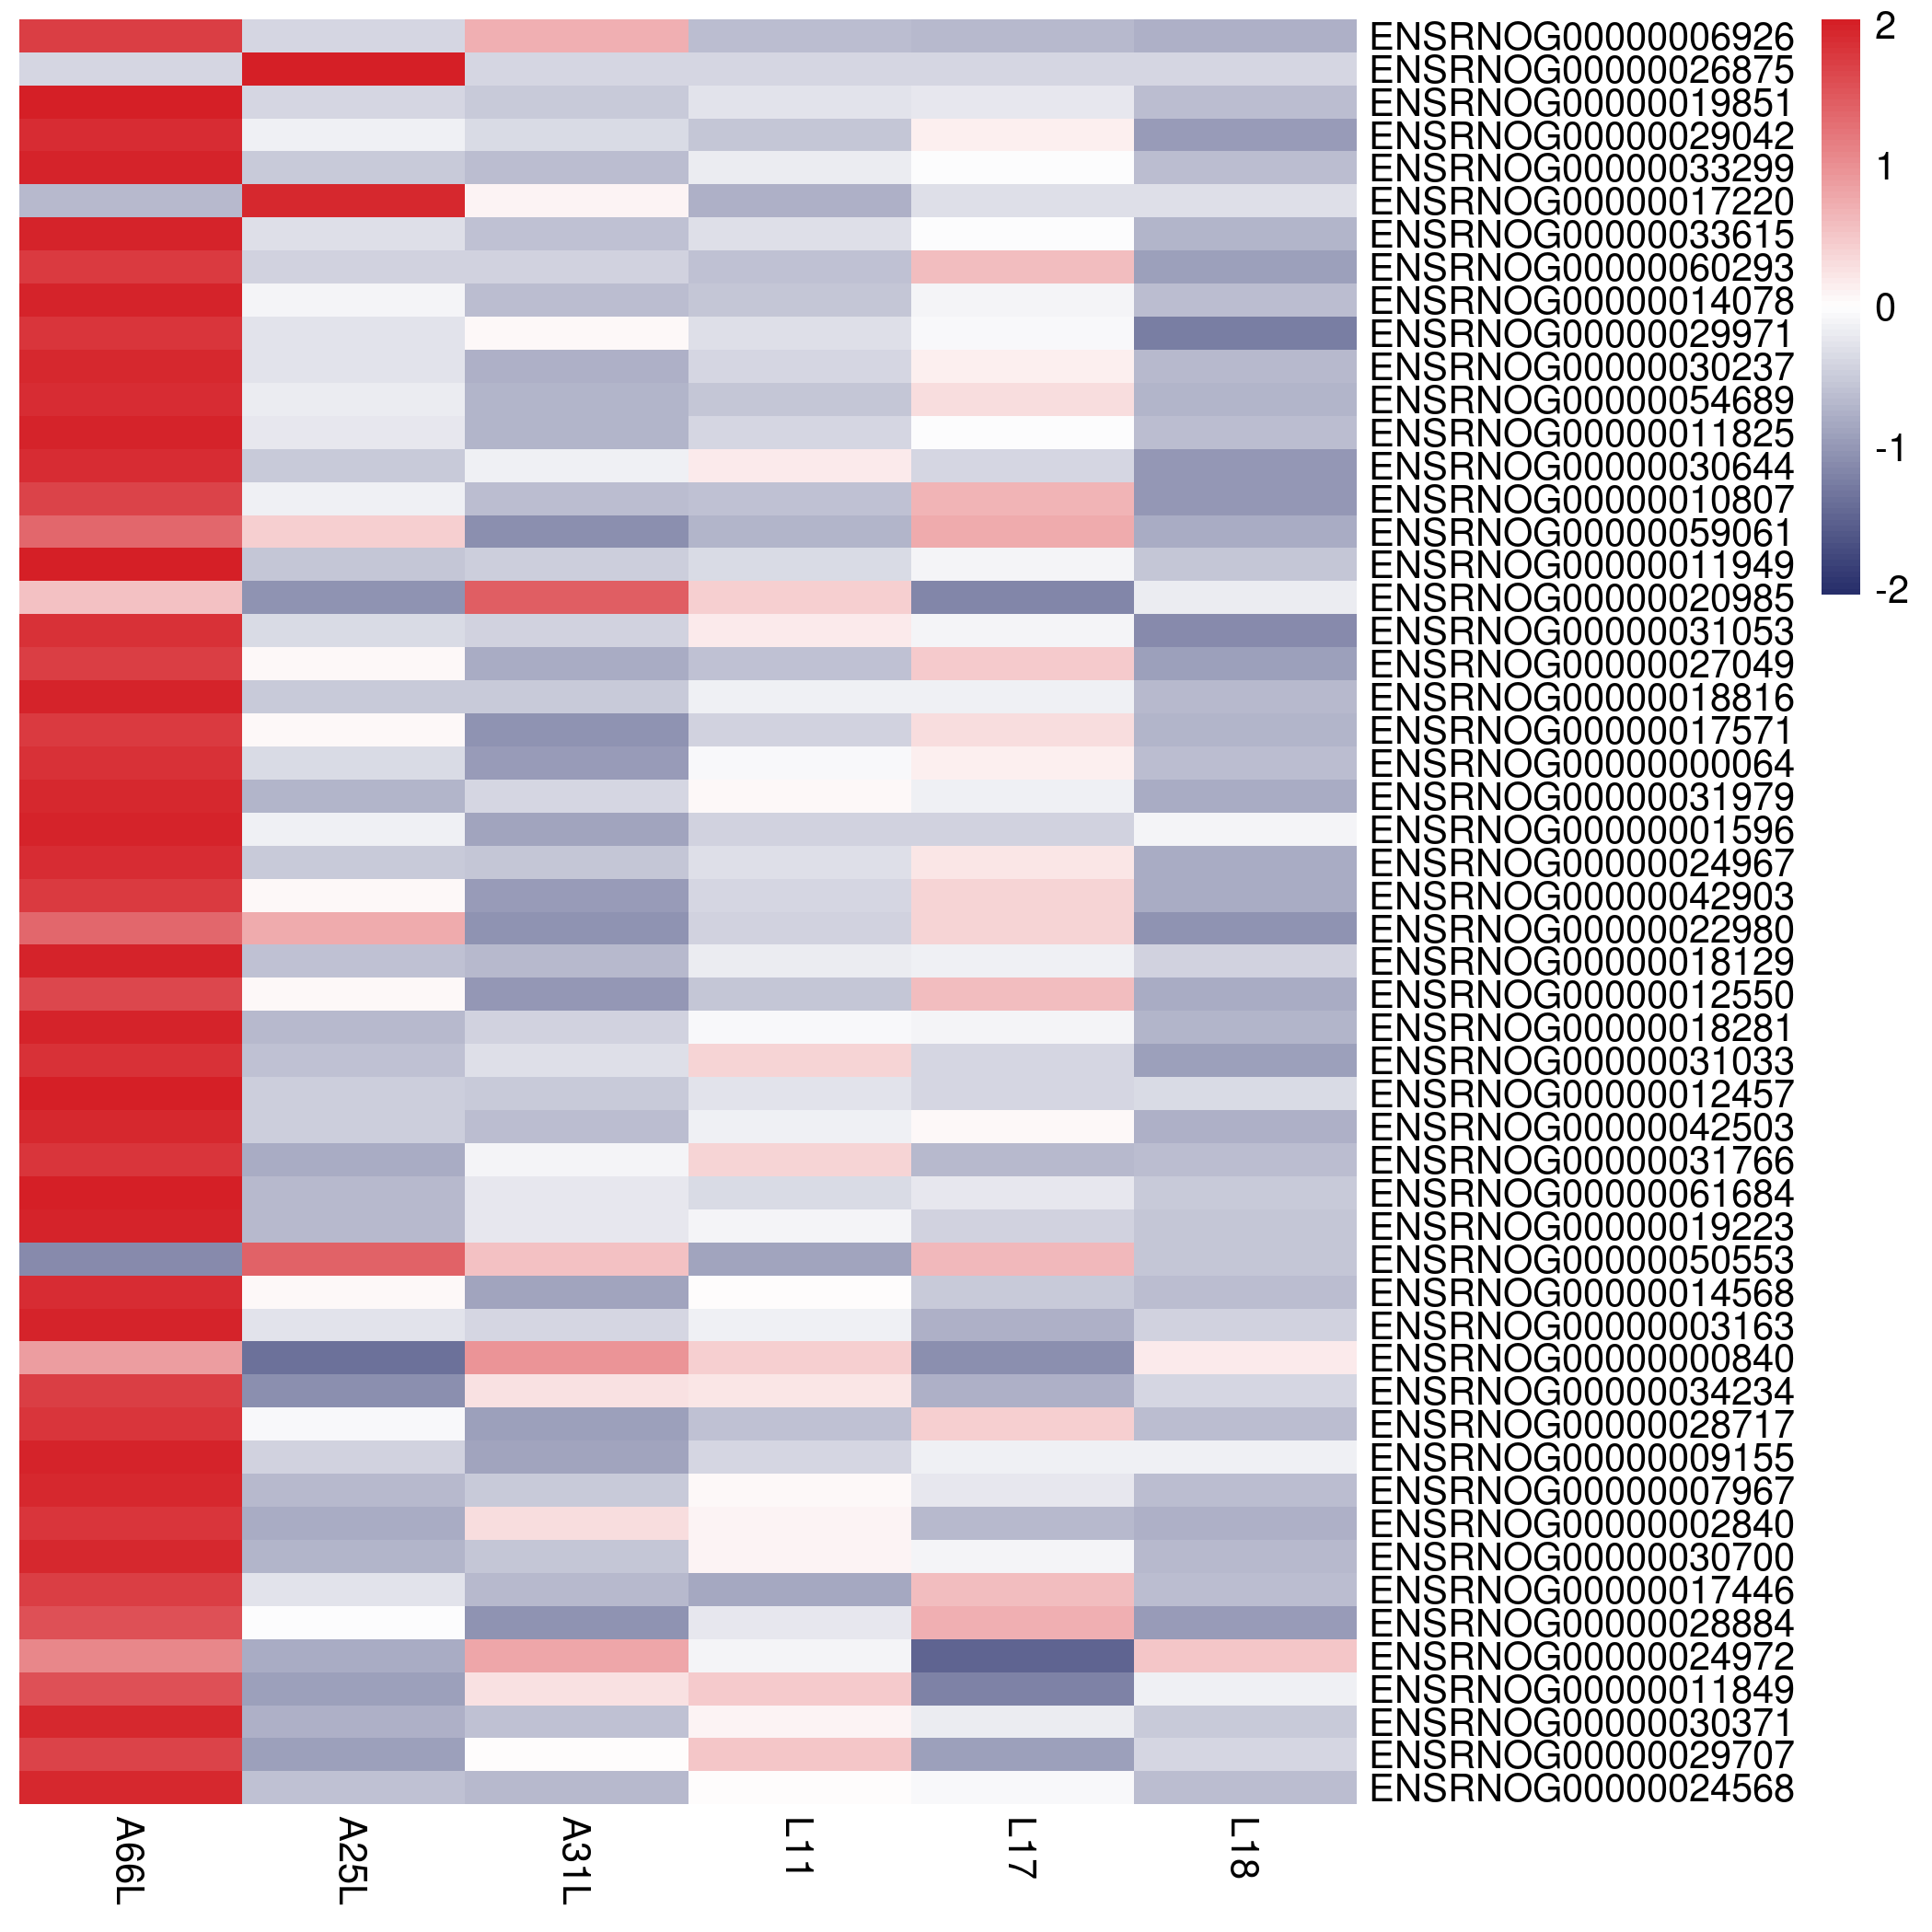 ENSRNOG00000006926
ENSRNOG00000026875
ENSRNOG00000019851
ENSRNOG00000029042
ENSRNOG00000033299
ENSRNOG00000017220
ENSRNOG00000033615
ENSRNOG00000060293
ENSRNOG00000014078
ENSRNOG00000029971
ENSRNOG00000030237
ENSRNOG00000054689
ENSRNOG00000011825
ENSRNOG00000030644
ENSRNOG00000010807
ENSRNOG00000059061
ENSRNOG00000011949
ENSRNOG00000020985
ENSRNOG00000031053
ENSRNOG00000027049
ENSRNOG00000018816
ENSRNOG00000017571
ENSRNOG00000000064
ENSRNOG00000031979
ENSRNOG00000001596
ENSRNOG00000024967
ENSRNOG00000042903
ENSRNOG00000022980
ENSRNOG00000018129
ENSRNOG00000012550
ENSRNOG00000018281
ENSRNOG00000031033
ENSRNOG00000012457
ENSRNOG00000042503
ENSRNOG00000031766
ENSRNOG00000061684
ENSRNOG00000019223
ENSRNOG00000050553
ENSRNOG00000014568
ENSRNOG00000003163
ENSRNOG00000000840
ENSRNOG00000034234
ENSRNOG00000028717
ENSRNOG00000009155
ENSRNOG00000007967
ENSRNOG00000002840
ENSRNOG00000030700
ENSRNOG00000017446
ENSRNOG00000028884
ENSRNOG00000024972
ENSRNOG00000011849
ENSRNOG00000030371
ENSRNOG00000029707
ENSRNOG00000024568
2
1
0
-1
-2
A66L
A25L
A31L
L11
L17
L18